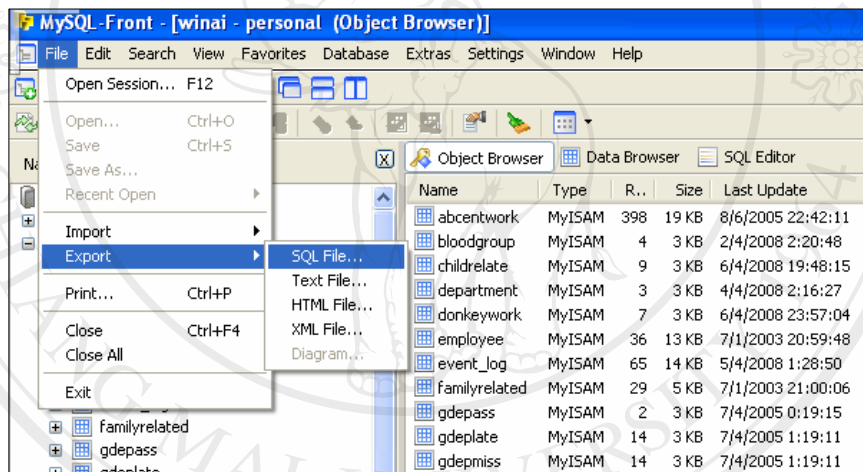 MySQL-Front - [winai - personal (Object Browser)]
File Edit Search View Favorites Database Extras Settings Window Help
Open Session... F12
Open... Ctrl+O
Save Ctrl+S
Save As...
Recent Open
Import
Export
Print... Ctrl+P
Close Ctrl+F4
Close All
Exit
SQL File...
Text File...
HTML File...
XML File...
Diagram...
familyrelated
gdepass
gdeplate
Object Browser Data Browser SQL Editor
Name Type R.. Size Last Update
abcentwork MyISAM 398 19 KB 8/6/2005 22:42:11
bloodgroup MyISAM 4 3 KB 2/4/2008 2:20:48
childrelate MyISAM 9 3 KB 6/4/2008 19:48:15
department MyISAM 3 3 KB 4/4/2008 2:16:27
donkeywork MyISAM 7 3 KB 6/4/2008 23:57:04
employee MyISAM 36 13 KB 7/1/2003 20:59:48
event_log MyISAM 65 14 KB 5/4/2008 1:28:50
familyrelated MyISAM 29 5 KB 7/1/2003 21:00:06
gdepass MyISAM 2 3 KB 7/4/2005 0:19:15
gdeplate MyISAM 14 3 KB 7/4/2005 1:19:11
gdepmiss MyISAM 14 3 KB 7/4/2005 1:19:11